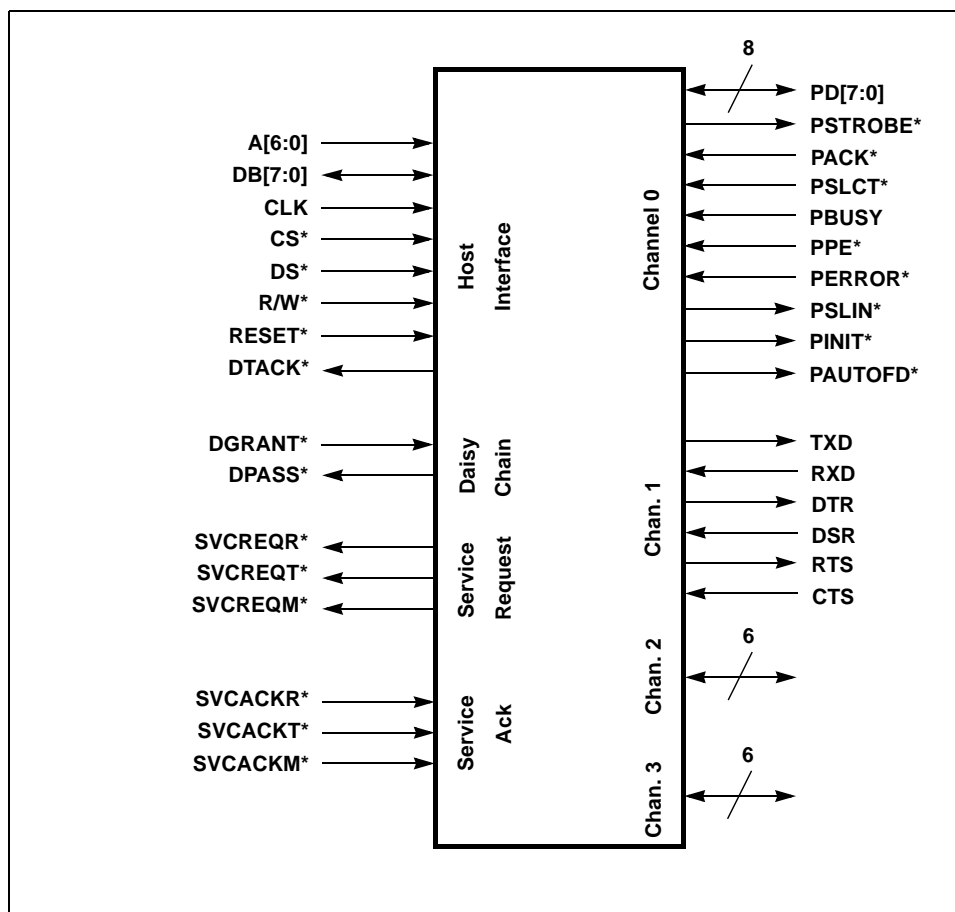 A[6:0]
DB[7:0]
CLK
CS*
DS*
R/W*
RESET*
DTACK*
DGRANT*
DPASS*
SVCREQR*
SVCREQT*
SVCREQM*
SVCACKR*
SVCACKT*
SVCACKM*
Host
Interface
Daisy
Chain
Service
Request
Service
Ack
Channel 0
Chan. 1
Chan. 2
Chan. 3
8
PD[7:0]
PSTROBE*
PACK*
PSLCT*
PBUSY
PPE*
PERROR*
PSLIN*
PINIT*
PAUTOFD*
TXD
RXD
DTR
DSR
RTS
CTS
6
6